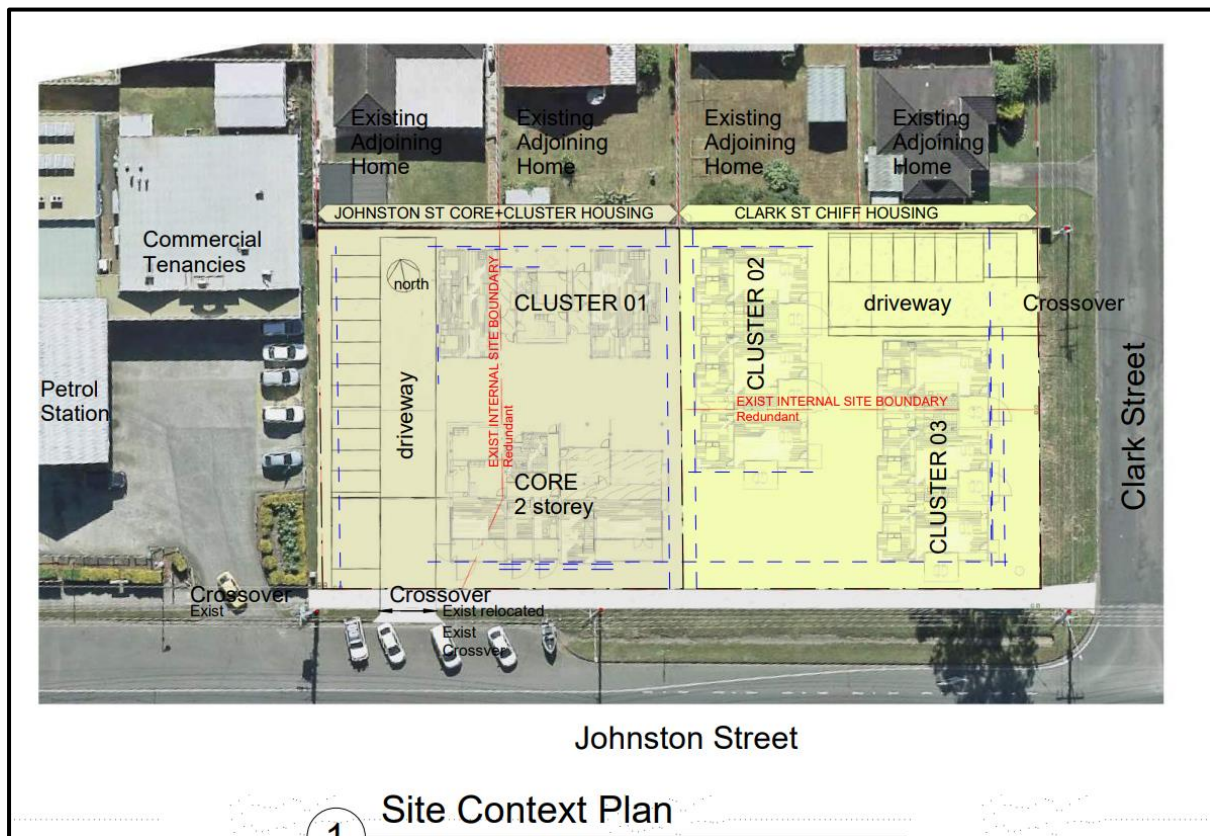 Existing
Adjoining
Home
Existing
Adjoining
Home
Existing
Adjoining
Home
Existing
Adjoining
Home
JOHNSTON ST CORE+CLUSTER HOUSING
CLARK ST CHIFF HOUSING
Commercial
Tenancies
north
CLUSTER 01
CLUSTER 02
driveway
Crossover
Petrol
Station
driveway
EXIST INTERNAL SITE BOUNDARY
Redundant
EXIST INTERNAL SITE BOUNDARY
Redundant
CORE
2 storey
CLUSTER 03
Clark Street
Crossover
Exist
Crossover
Exist relocated
Exist
Crossver
Johnston Street
1
Site Context Plan